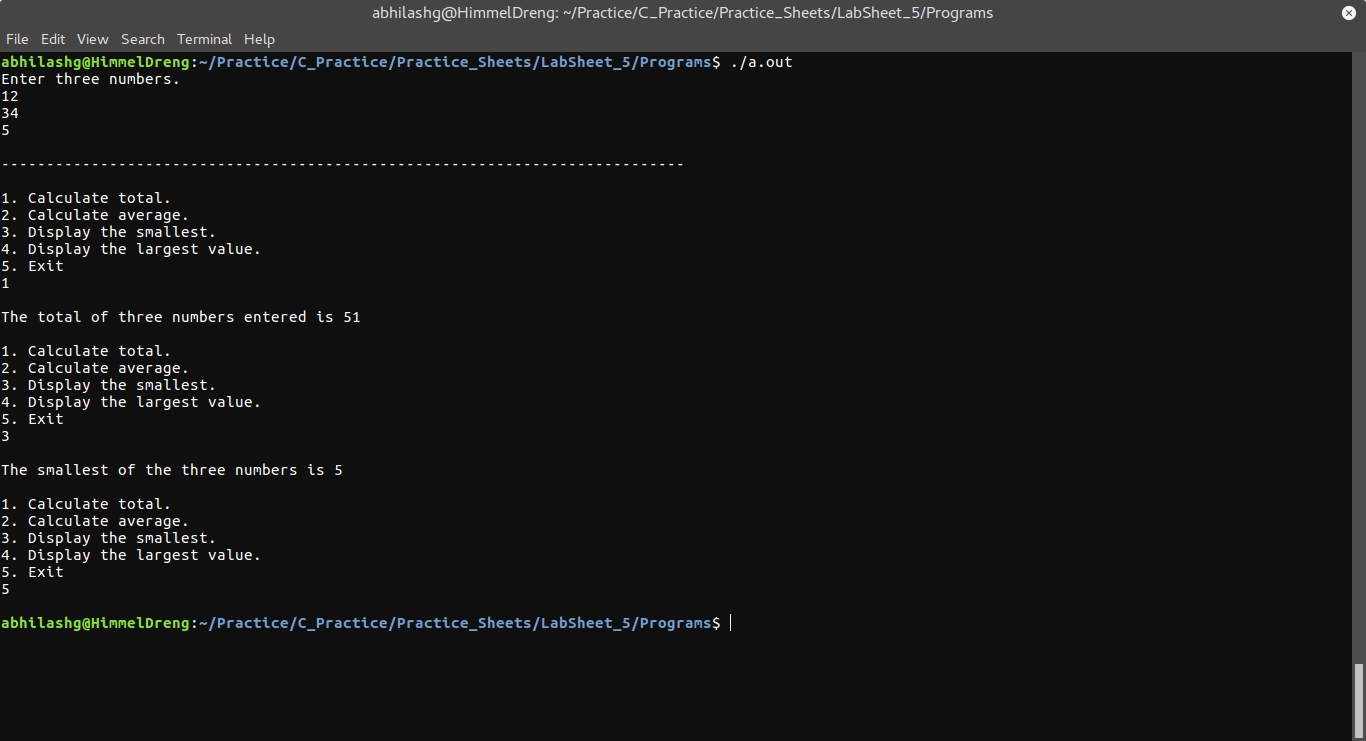 abhilashg@HimmelDreng: ~/Practice/C_Practice/Practice_Sheets/LabSheet_5/Programs
File Edit View Search Terminal Help
abhilashg@HimmelDreng:~/Practice/C_Practice/Practice_Sheets/LabSheet_5/Programs$ ./a.out
Enter three numbers.
12
34
5
----------------------------------------------------------------------------
1. Calculate total.
2. Calculate average.
3. Display the smallest.
4. Display the largest value.
5. Exit
1
The total of three numbers entered is 51
1. Calculate total.
2. Calculate average.
3. Display the smallest.
4. Display the largest value.
5. Exit
3
The smallest of the three numbers is 5
1. Calculate total.
2. Calculate average.
3. Display the smallest.
4. Display the largest value.
5. Exit
5
abhilashg@HimmelDreng:~/Practice/C_Practice/Practice_Sheets/LabSheet_5/Programs$